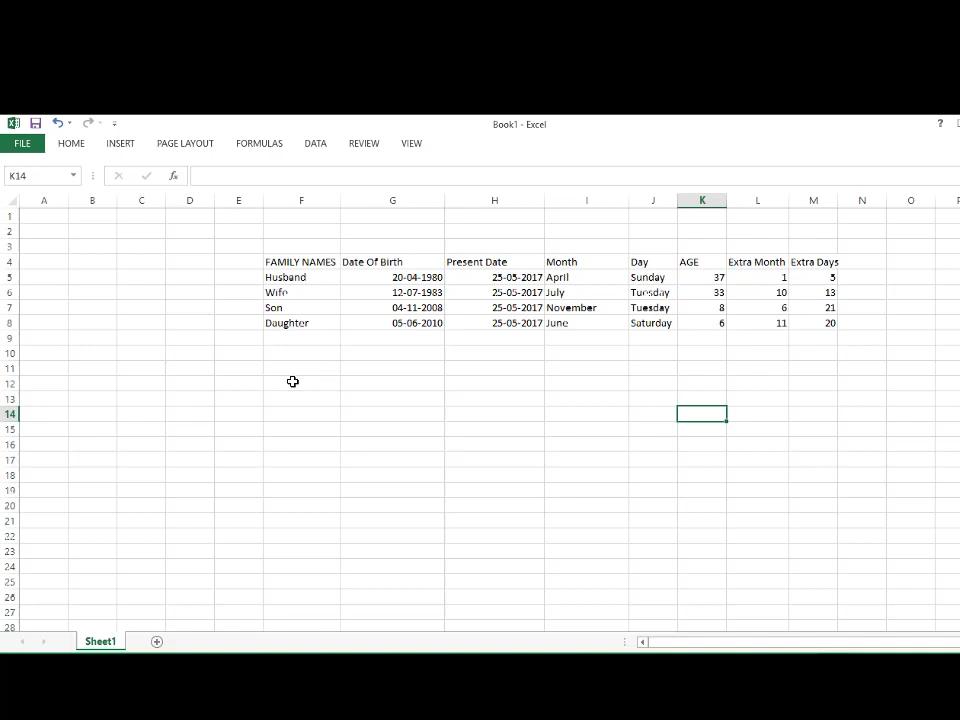 Book1 - Excel ?
FILE HOME INSERT PAGE LAYOUT FORMULAS DATA REVIEW VIEW
K14 fx
A B C D E F G H I J K L M N O P
1
2
3
4 FAMILY NAMES Date Of Birth Present Date Month Day AGE Extra Month Extra Days
5 Husband 20-04-1980 25-05-2017 April Sunday 37 1 5
6 Wife 12-07-1983 25-05-2017 July Tuesday 33 10 13
7 Son 04-11-2008 25-05-2017 November Tuesday 8 6 21
8 Daughter 05-06-2010 25-05-2017 June Saturday 6 11 20
9
10
11
12
13
14
15
16
17
18
19
20
21
22
23
24
25
26
27
28
Sheet1